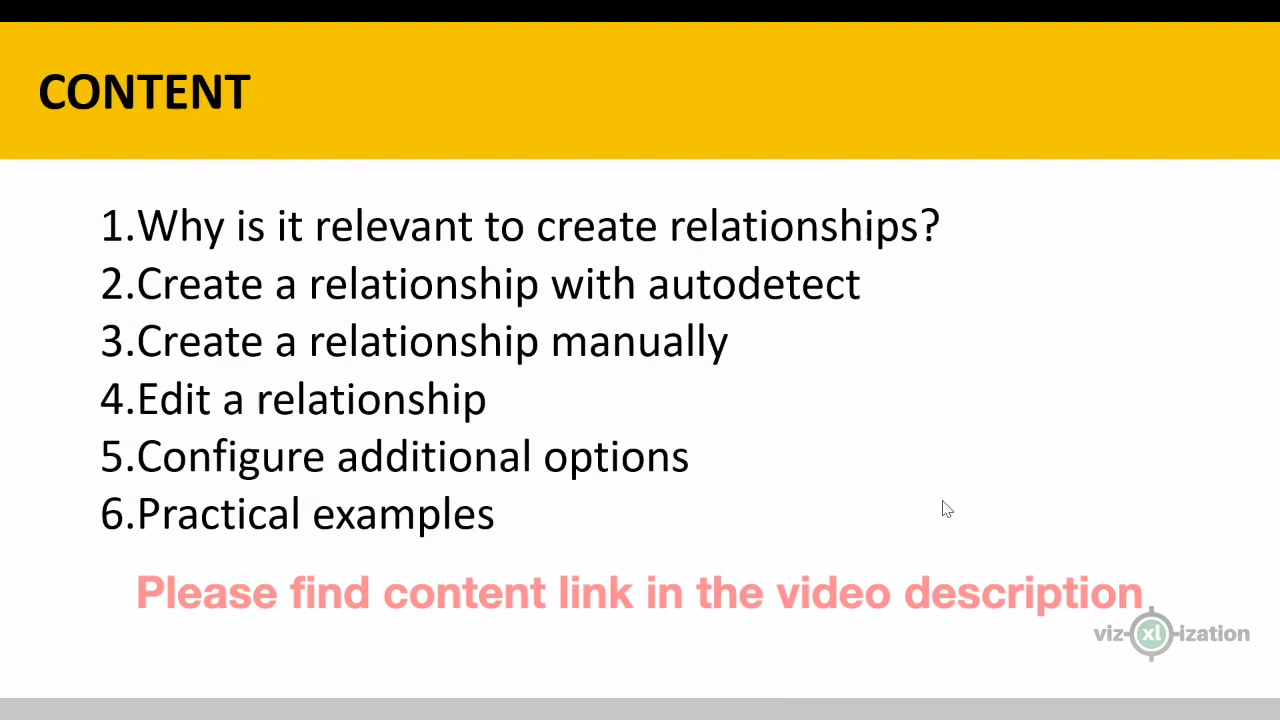 CONTENT
1.Why is it relevant to create relationships?
2.Create a relationship with autodetect
3.Create a relationship manually
4.Edit a relationship
5.Configure additional options
6.Practical examples
Please find content link in the video description
viz-xl-ization